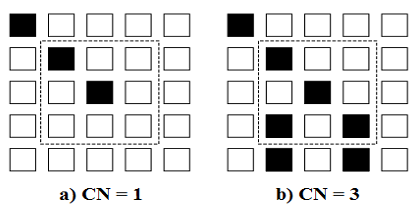 a) CN = 1
b) CN = 3